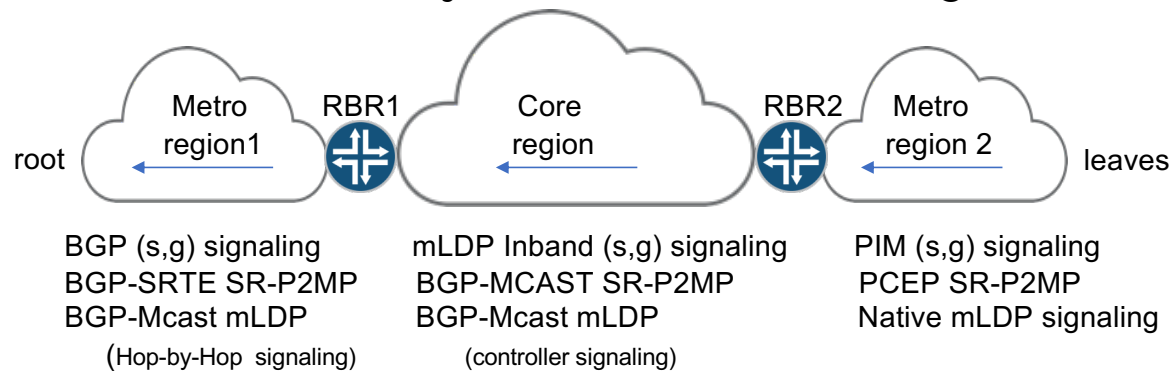 Metro RBR1 Core RBR2 Metro
root region1 region region 2 leaves
BGP (s,g) signaling mLDP Inband (s,g) signaling PIM (s,g) signaling
BGP-SRTE SR-P2MP BGP-MCAST SR-P2MP PCEP SR-P2MP
BGP-Mcast mLDP BGP-Mcast mLDP Native mLDP signaling
(Hop-by-Hop signaling) (controller signaling)